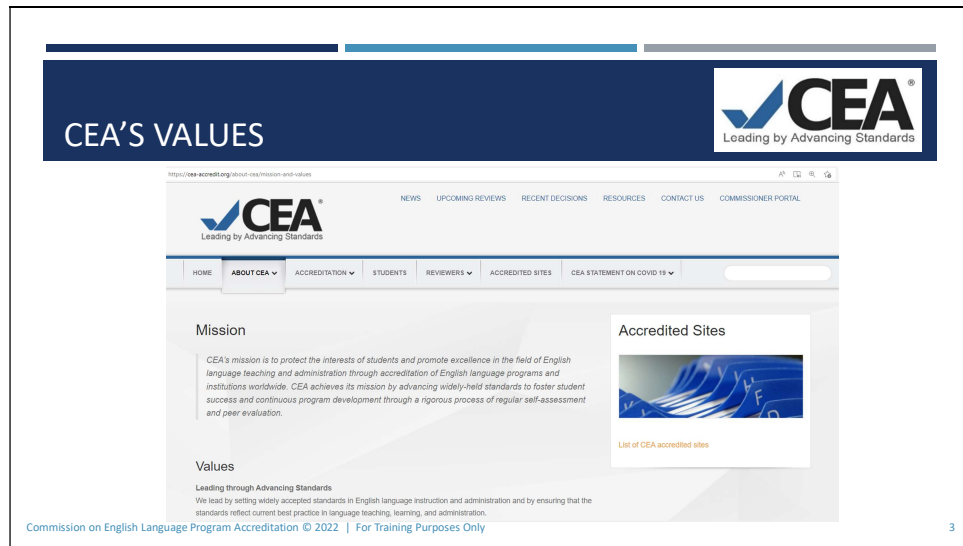 CEA®
Leading by Advancing Standards
CEA'S VALUES
https://cea-accredit.org/about-cea/mission-and-values
CEA®
Leading by Advancing Standards
NEWS UPCOMING REVIEWS RECENT DECISIONS RESOURCES CONTACT US COMMISSIONER PORTAL
HOME ABOUT CEA ACCREDITATION STUDENTS REVIEWERS ACCREDITED SITES CEA STATEMENT ON COVID 19
Mission
CEA's mission is to protect the interests of students and promote excellence in the field of English
language teaching and administration through accreditation of English language programs and
institutions worldwide. CEA achieves its mission by advancing widely-held standards to foster student
success and continuous program development through a rigorous process of regular self-assessment
and peer evaluation.
Accredited Sites
F
H
List of CEA accredited sites
Values
Leading through Advancing Standards
We lead by setting widely accepted standards in English language instruction and administration and by ensuring that the
standards reflect current best practice in language teaching, learning, and administration.
Commission on English Language Program Accreditation © 2022 | For Training Purposes Only
3